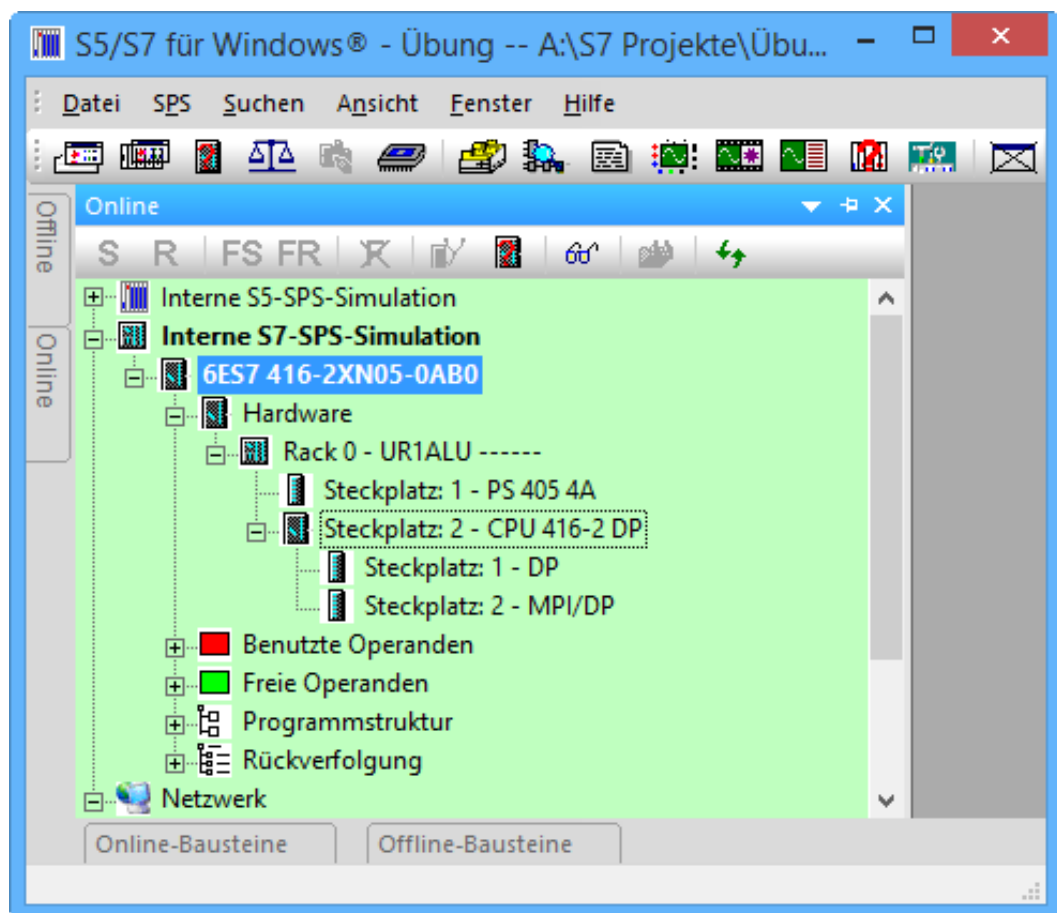 S5/S7 für Windows® - Übung -- A:\S7 Projekte\Übu...
Datei SPS Suchen Ansicht Fenster Hilfe
Offline
Online
Online
S R FS FR
Interne S5-SPS-Simulation
Interne S7-SPS-Simulation
6ES7 416-2XN05-0AB0
Hardware
Rack 0 - UR1ALU ------
Steckplatz: 1 - PS 405 4A
Steckplatz: 2 - CPU 416-2 DP
Steckplatz: 1 - DP
Steckplatz: 2 - MPI/DP
Benutzte Operanden
Freie Operanden
Programmstruktur
Rückverfolgung
Netzwerk
Online-Bausteine Offline-Bausteine